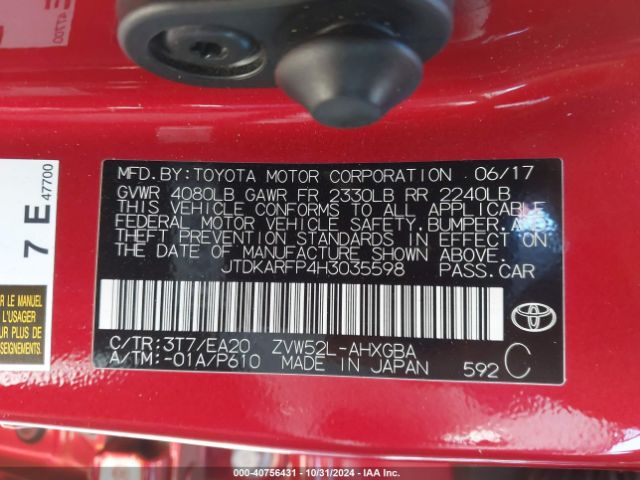 MFD.BY:TOYOTA MOTOR CORPORATION 06/17
GVWR 4080LB GAWR FR 2330LB RR 2240LB
THIS VEHICLE CONFORMS TO ALL APPLICABLE
FEDERAL MOTOR VEHICLE SAFETY.BUMPER.AND
THEFT PREVENTION STANDARDS IN EFFECT ON
THE DATE OF MANUFACTURE SHOWN ABOVE.
JTDKARFP4H3035598 PASS.CAR
C/TR:3T7/EA20 ZVW52L-AHXGBA C
A/TM:-01A/P610 MADE IN JAPAN 592
7 E
47700
R LE MANUEL
POUR PLUS
SEIGNEMENTS.
000-40756431 - 10/31/2024 - IAA Inc.